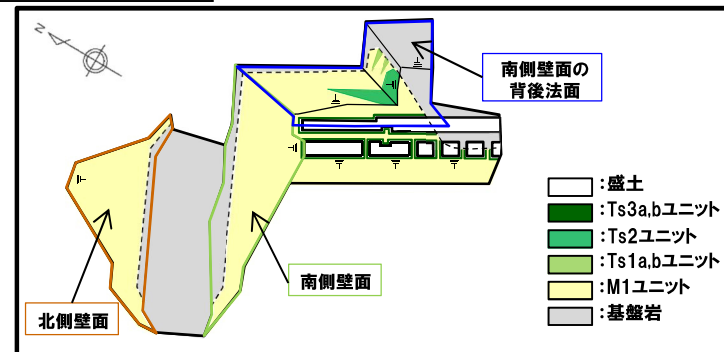 N
南側壁面の
背後法面
:盛土
:Ts3a,bユニット
:Ts2ユニット
:Ts1a,bユニット
:M1ユニット
:基盤岩
南側壁面
北側壁面